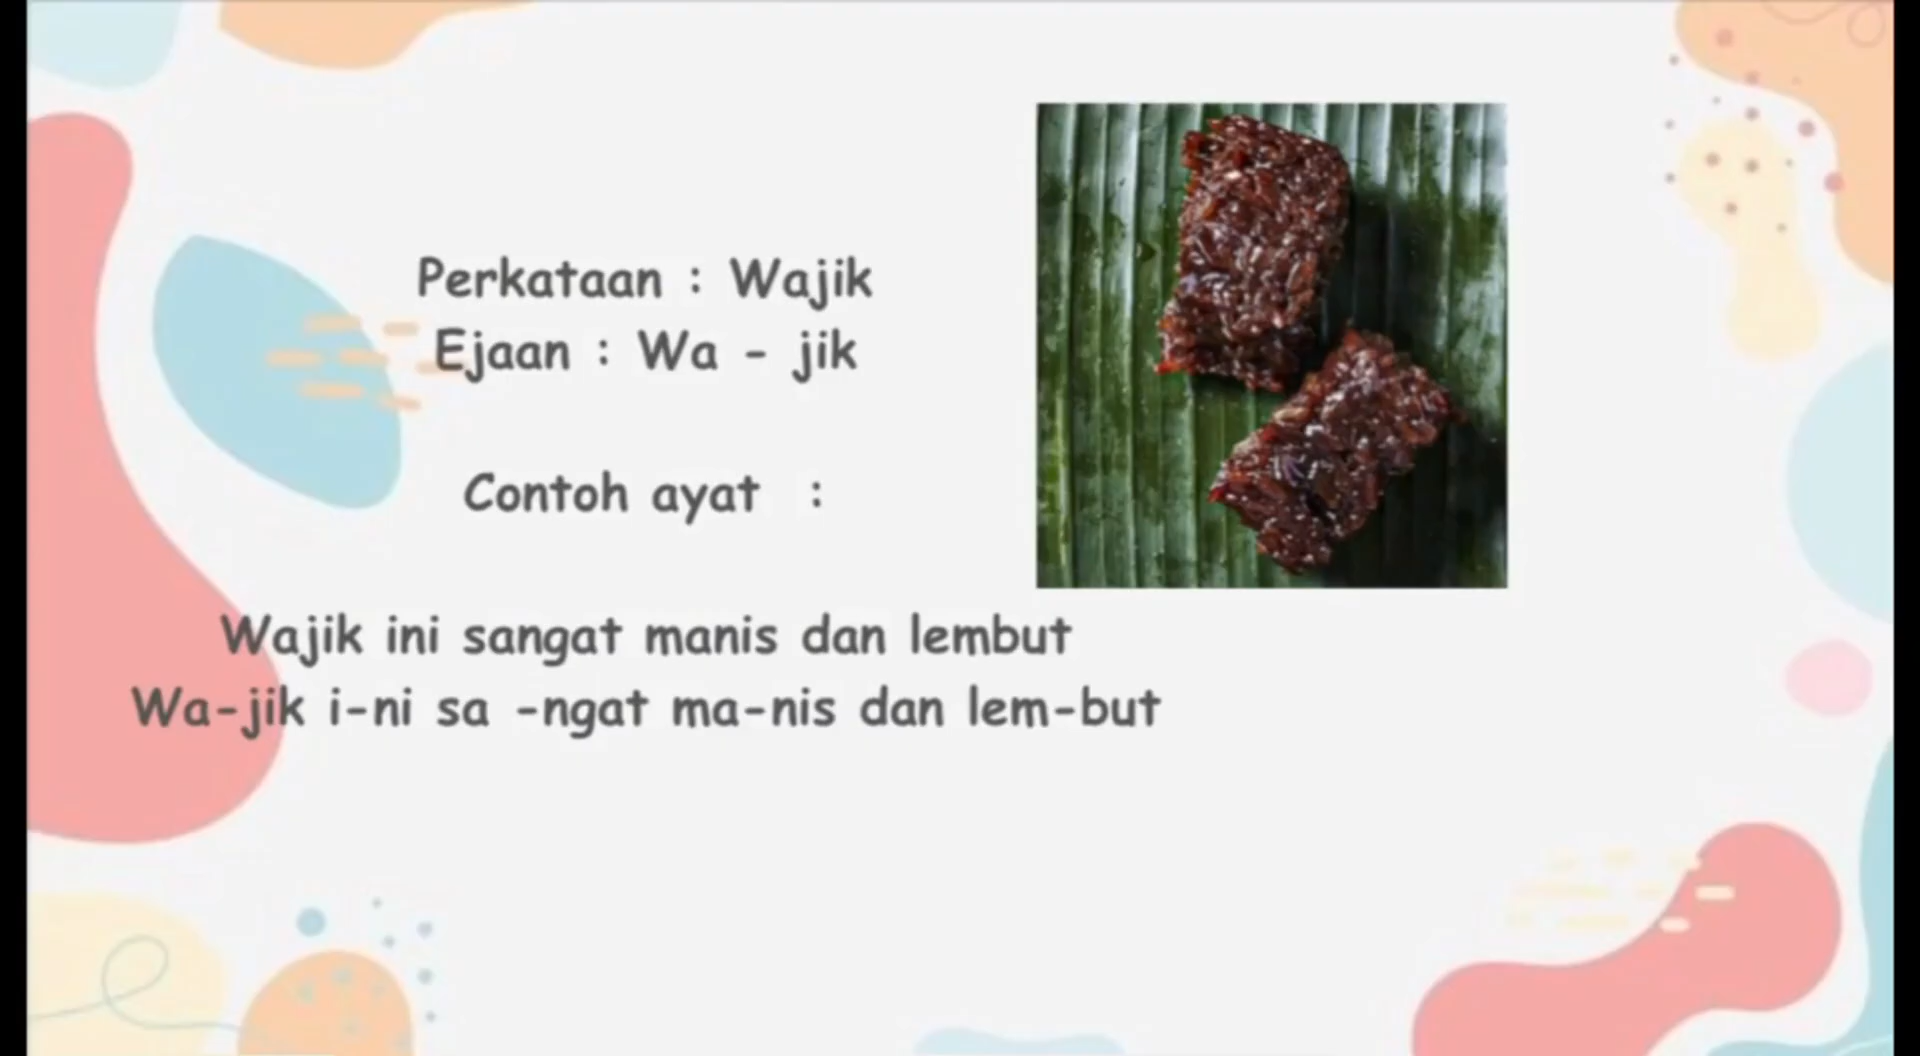 Perkataan : Wajik
Ejaan : Wa - jik
Contoh ayat :
Wajik ini sangat manis dan lembut
Wa-jik i-ni sa -ngat ma-nis dan lem-but